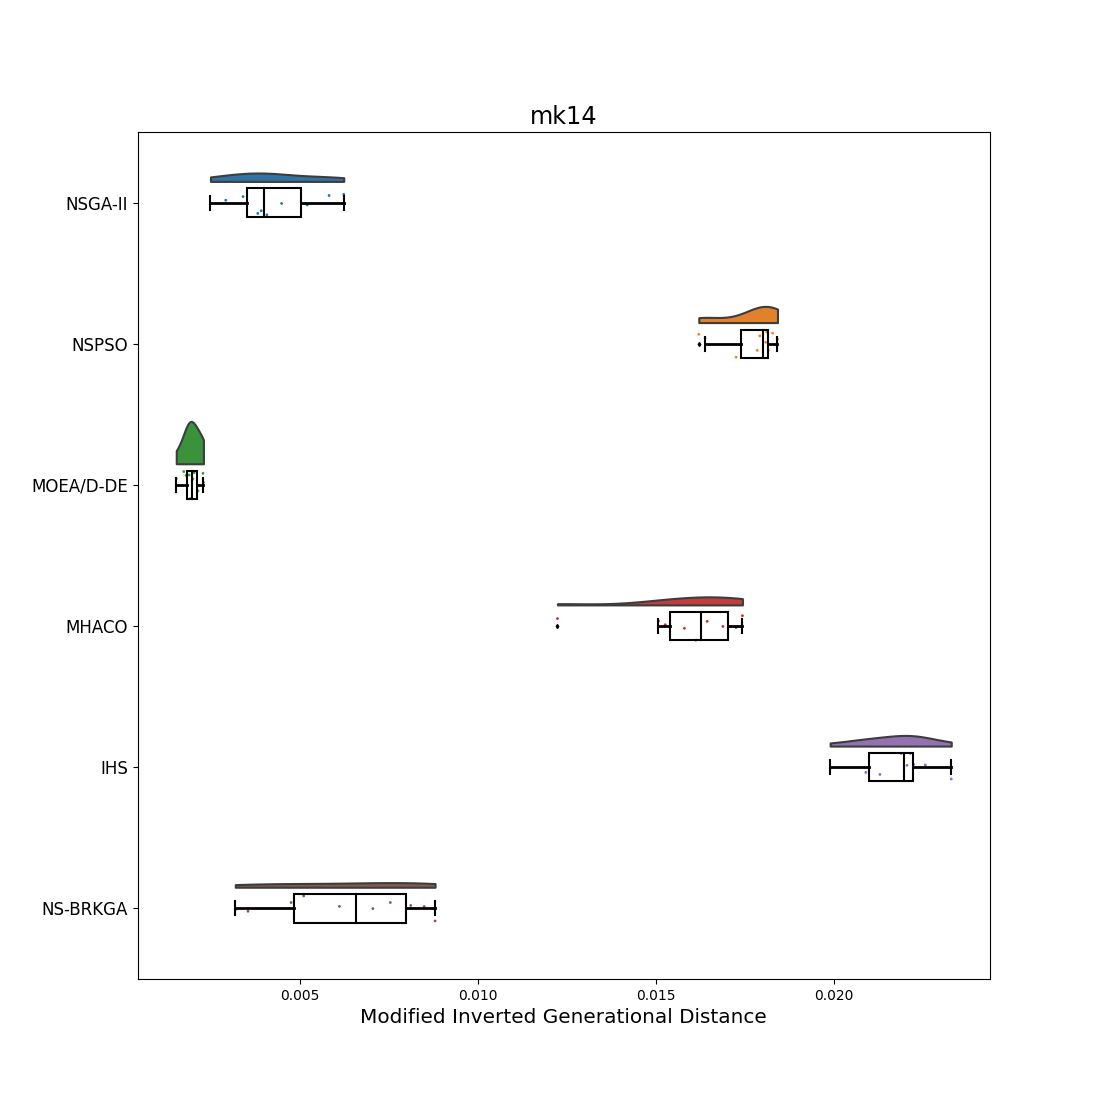 mk14
NSGA-II
NSPSO
MOEA/D-DE
MHACO
IHS
NS-BRKGA
0.005 0.010 0.015 0.020
Modified Inverted Generational Distance